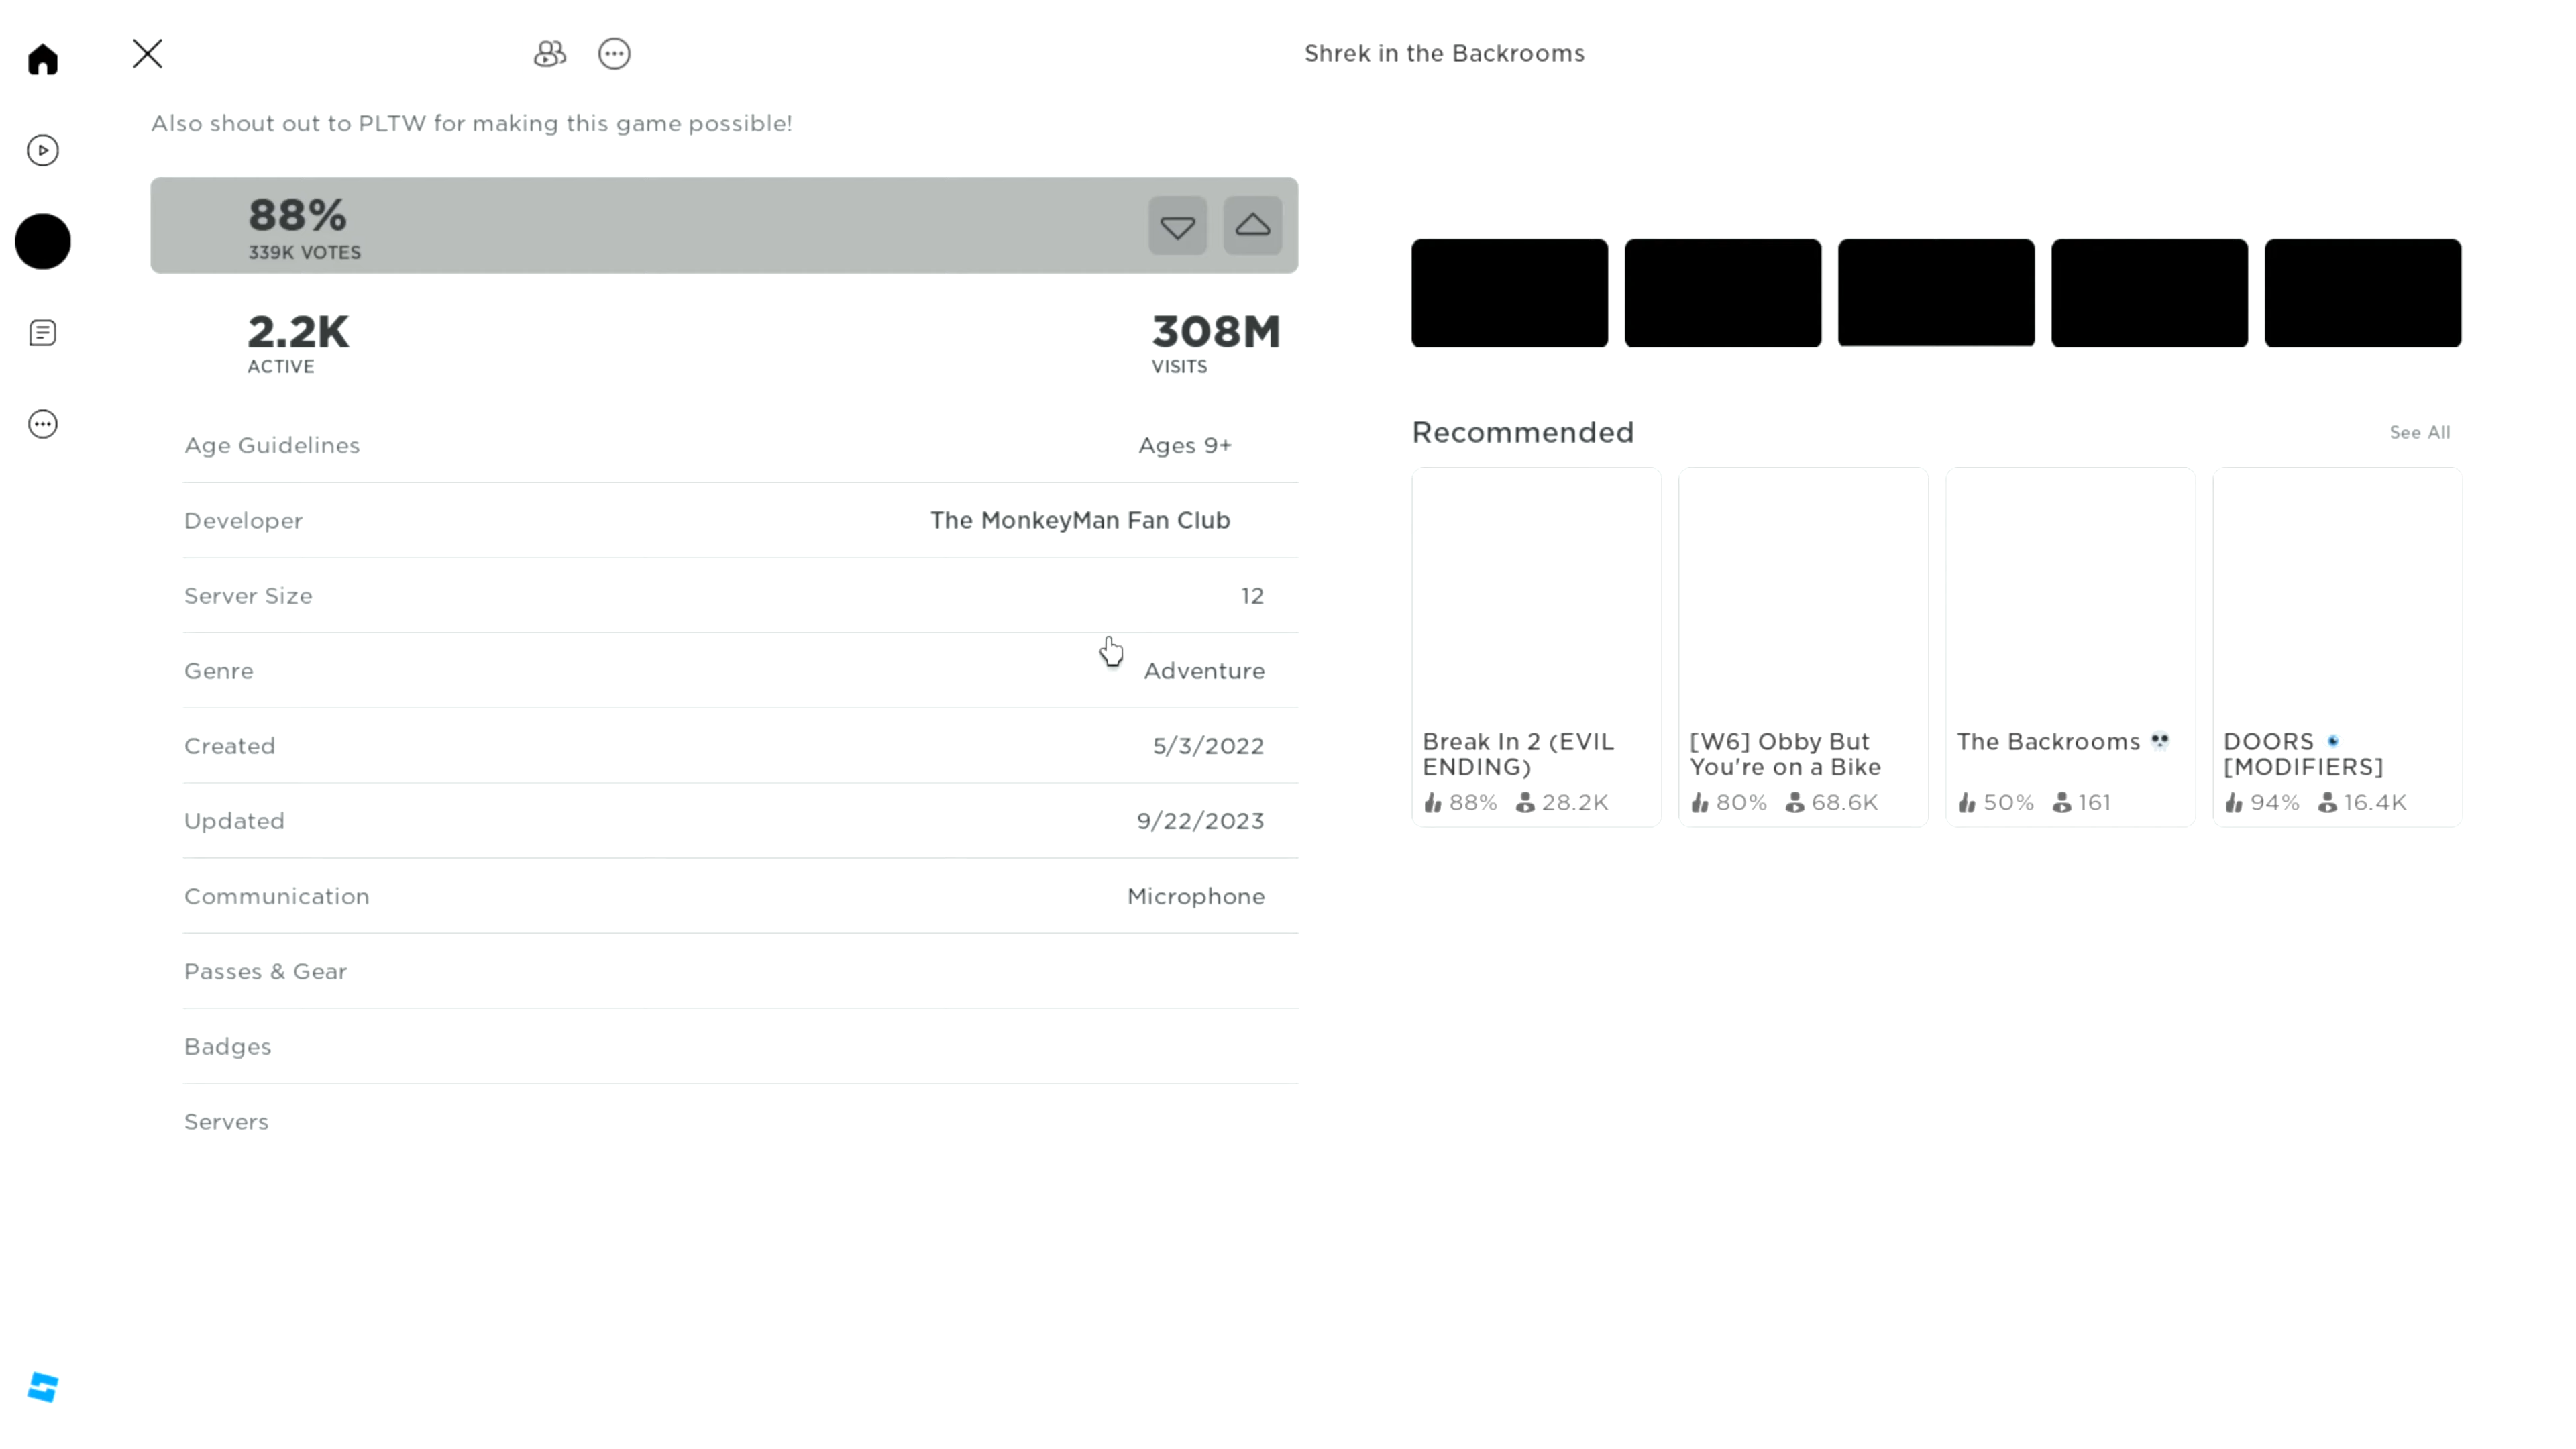 Shrek in the Backrooms
Also shout out to PLTW for making this game possible!
88%
339K VOTES
2.2K
ACTIVE
308M
VISITS
Age Guidelines
Ages 9+
Developer
The MonkeyMan Fan Club
Server Size
12
Genre
Adventure
Created
5/3/2022
Updated
9/22/2023
Communication
Microphone
Passes & Gear
Badges
Servers
Recommended
See All
Break In 2 (EVIL
ENDING)
88% 28.2K
[W6] Obby But
You're on a Bike
80% 68.6K
The Backrooms 💀
50% 161
DOORS 👁
[MODIFIERS]
94% 16.4K